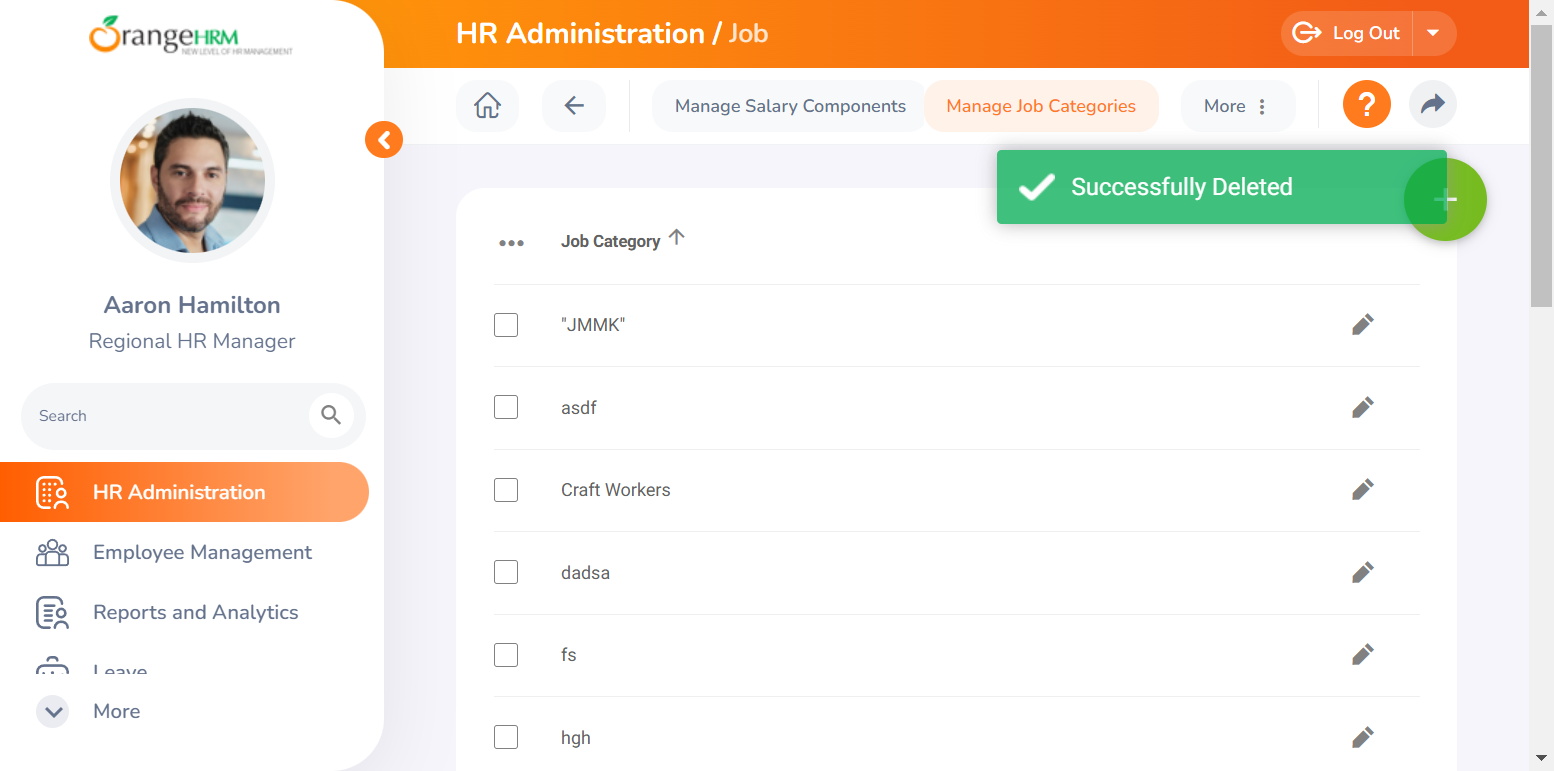 OrangeHRM
NEW LEVEL OF HR MANAGEMENT
HR Administration / Job
Log Out
Manage Salary Components
Manage Job Categories
More
?
Successfully Deleted
Aaron Hamilton
Regional HR Manager
Search
HR Administration
Employee Management
Reports and Analytics
Leave
More
Job Category
"JMMK"
asdf
Craft Workers
dadsa
fs
hgh